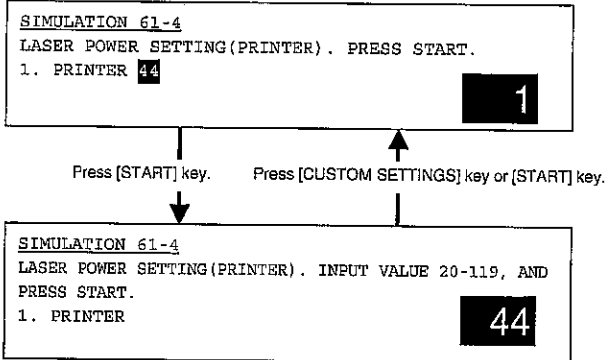 SIMULATION 61-4
LASER POWER SETTING(PRINTER). PRESS START.
1. PRINTER 44
1
Press [START] key.
Press [CUSTOM SETTINGS] key or [START] key.
SIMULATION 61-4
LASER POWER SETTING(PRINTER). INPUT VALUE 20-119, AND
PRESS START.
1. PRINTER
44